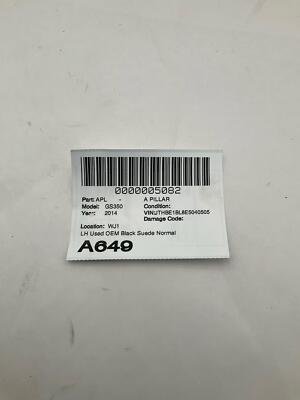 0000005082
Part: APL - A PILLAR
Model: GS350 Condition:
Year: 2014 VIN:JTHBE1BL8E5040505
Damage Code:
Location: WJ1
LH Used OEM Black Suede Normal
A649